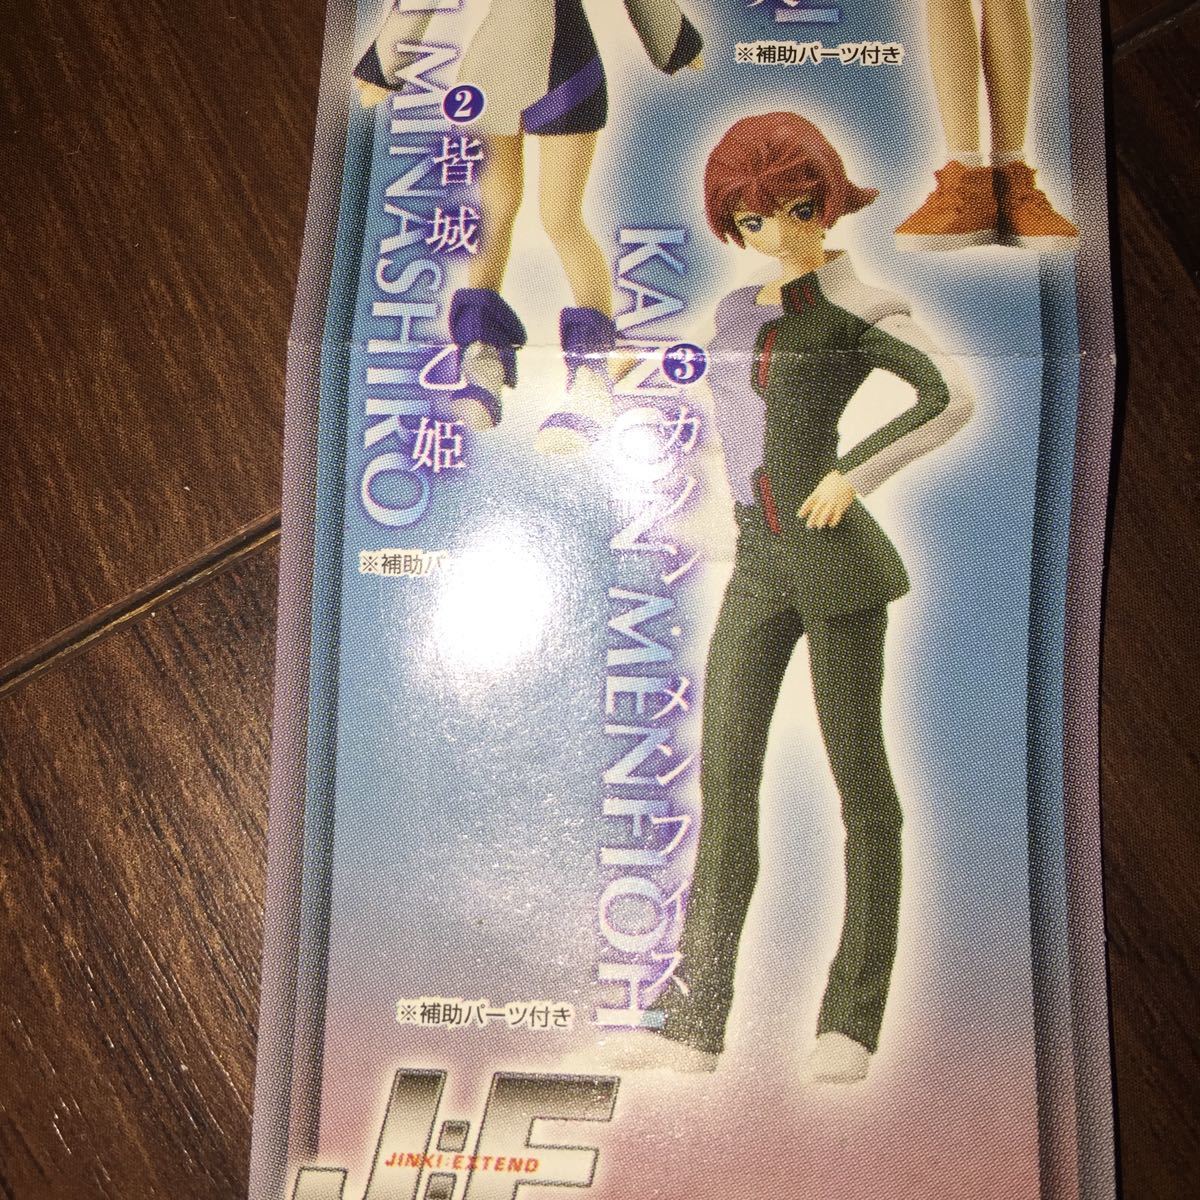 ※補助パーツ付き
MINASHIRO
2 皆城 乙姫
※補助パ
KANON MENFIOH
3 カノン・メンフィス
※補助パーツ付き
J:E
JINKI:EXTEND